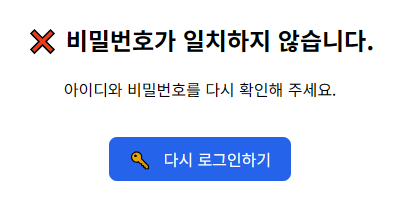 ❌ 비밀번호가 일치하지 않습니다.
아이디와 비밀번호를 다시 확인해 주세요.
🔑 다시 로그인하기